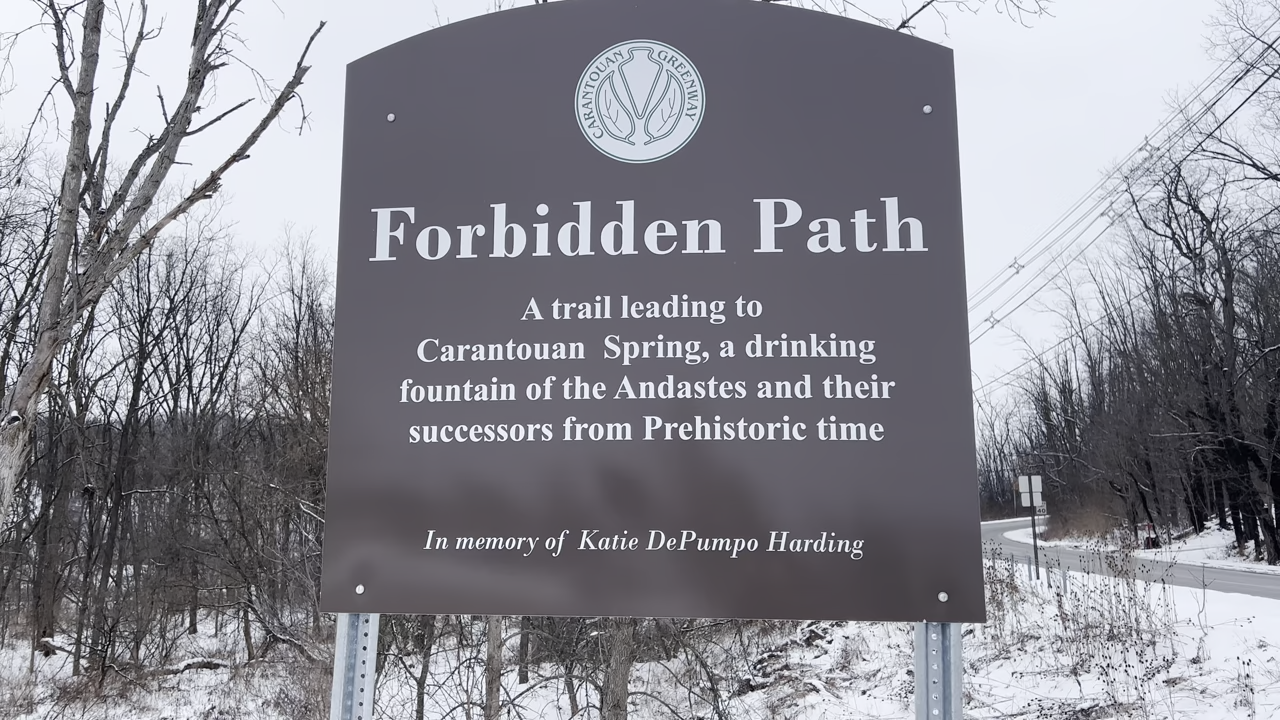 CARANTOUAN GREENWAY
Forbidden Path
A trail leading to
Carantouan Spring, a drinking
fountain of the Andastes and their
successors from Prehistoric time
In memory of Katie DePumpo Harding
40